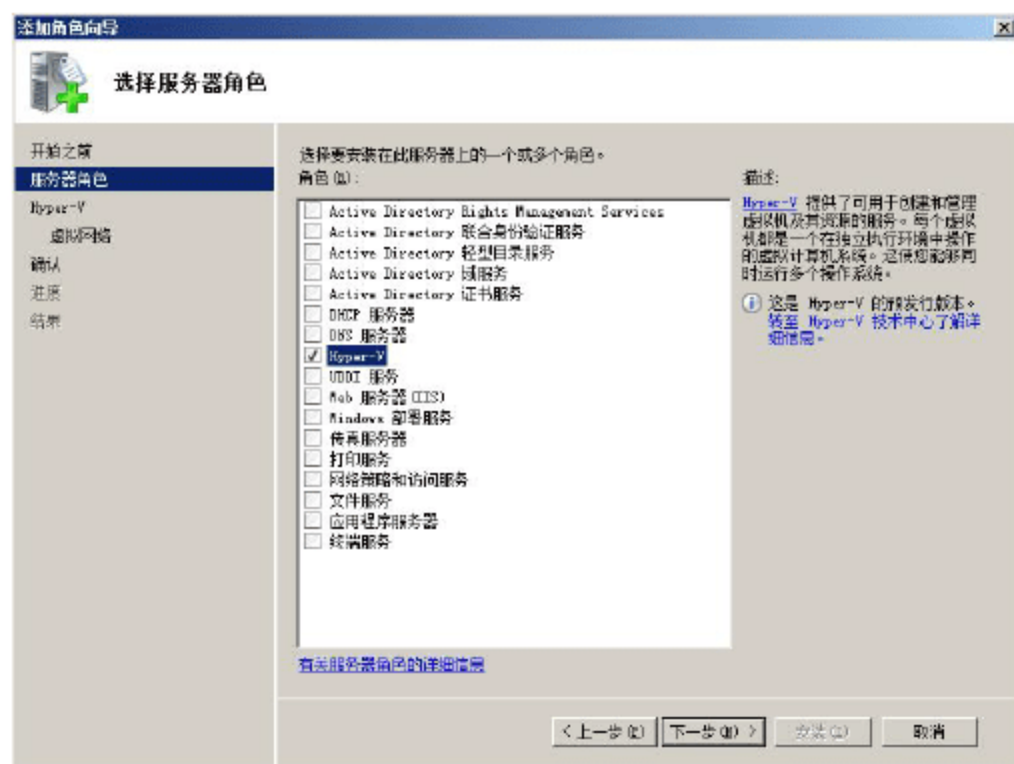 添加角色向导
选择服务器角色
开始之前
服务器角色
Hyper-V
虚拟网络
确认
进度
结果
选择要安装在此服务器上的一个或多个角色。
角色(R):
Active Directory Rights Management Services
Active Directory 联合身份验证服务
Active Directory 轻型目录服务
Active Directory 域服务
Active Directory 证书服务
DHCP 服务器
DNS 服务器
Hyper-V
UDDI 服务
Web 服务器(IIS)
Windows 部署服务
传真服务器
打印服务
网络策略和访问服务
文件服务
应用程序服务器
终端服务
有关服务器角色的详细信息
描述:
Hyper-V 提供了可用于创建和管理
虚拟机及其资源的服务。每个虚拟
机都是一个在独立执行环境中操作
的虚拟计算机系统。这使您能够同
时运行多个操作系统。
这是 Hyper-V 的预发行版本。
转至 Hyper-V 技术中心了解详
细信息。
<上一步(P)
下一步(N) >
安装(I)
取消